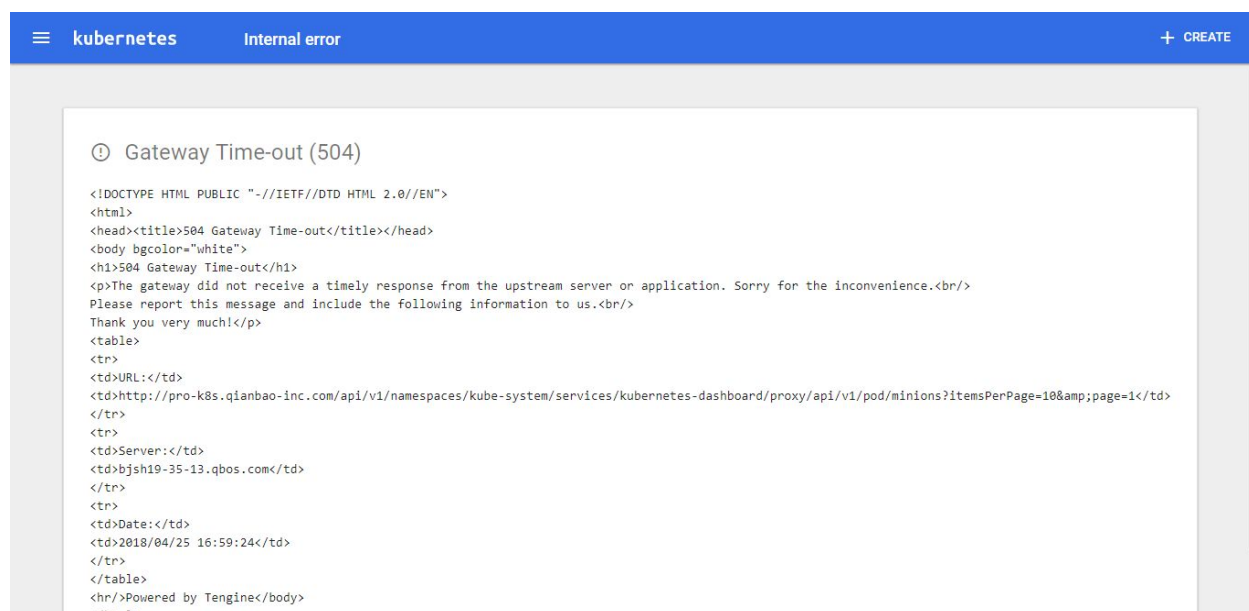 kubernetes Internal error + CREATE
Gateway Time-out (504)
<!DOCTYPE HTML PUBLIC "-//IETF//DTD HTML 2.0//EN">
<html>
<head><title>504 Gateway Time-out</title></head>
<body bgcolor="white">
<h1>504 Gateway Time-out</h1>
<p>The gateway did not receive a timely response from the upstream server or application. Sorry for the inconvenience.<br/>
Please report this message and include the following information to us.<br/>
Thank you very much!</p>
<table>
<tr>
<td>URL:</td>
<td>http://pro-k8s.qianbao-inc.com/api/v1/namespaces/kube-system/services/kubernetes-dashboard/proxy/api/v1/pod/minions?itemsPerPage=10&amp;page=1</td>
</tr>
<tr>
<td>Server:</td>
<td>bjsh19-35-13.qbos.com</td>
</tr>
<tr>
<td>Date:</td>
<td>2018/04/25 16:59:24</td>
</tr>
</table>
<hr/>Powered by Tengine</body>